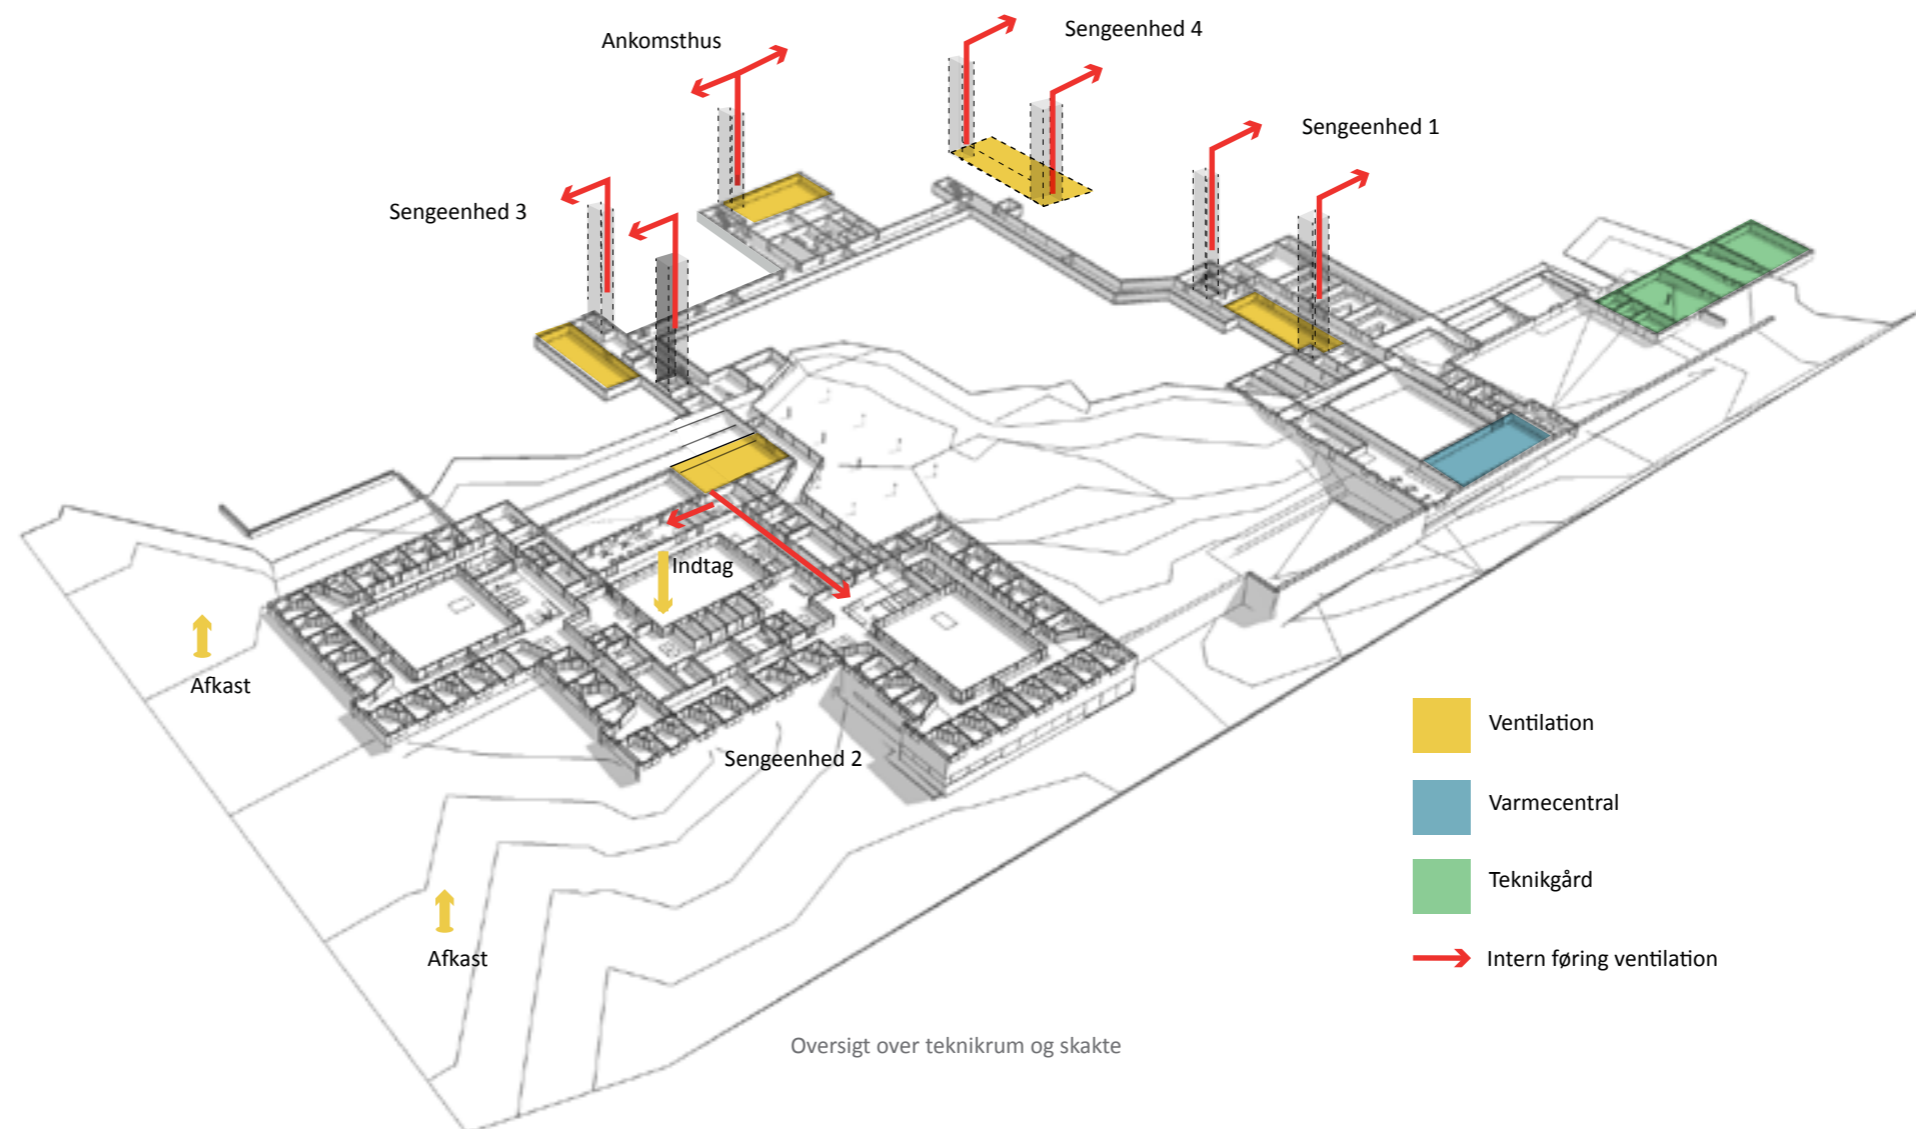 Sengeenhed 4
Ankomsthus
Sengeenhed 1
Sengeenhed 3
Indtag
Afkast
Sengeenhed 2
Afkast
Ventilation
Varmecentral
Teknikgård
Intern føring ventilation
Oversigt over teknikrum og skakte